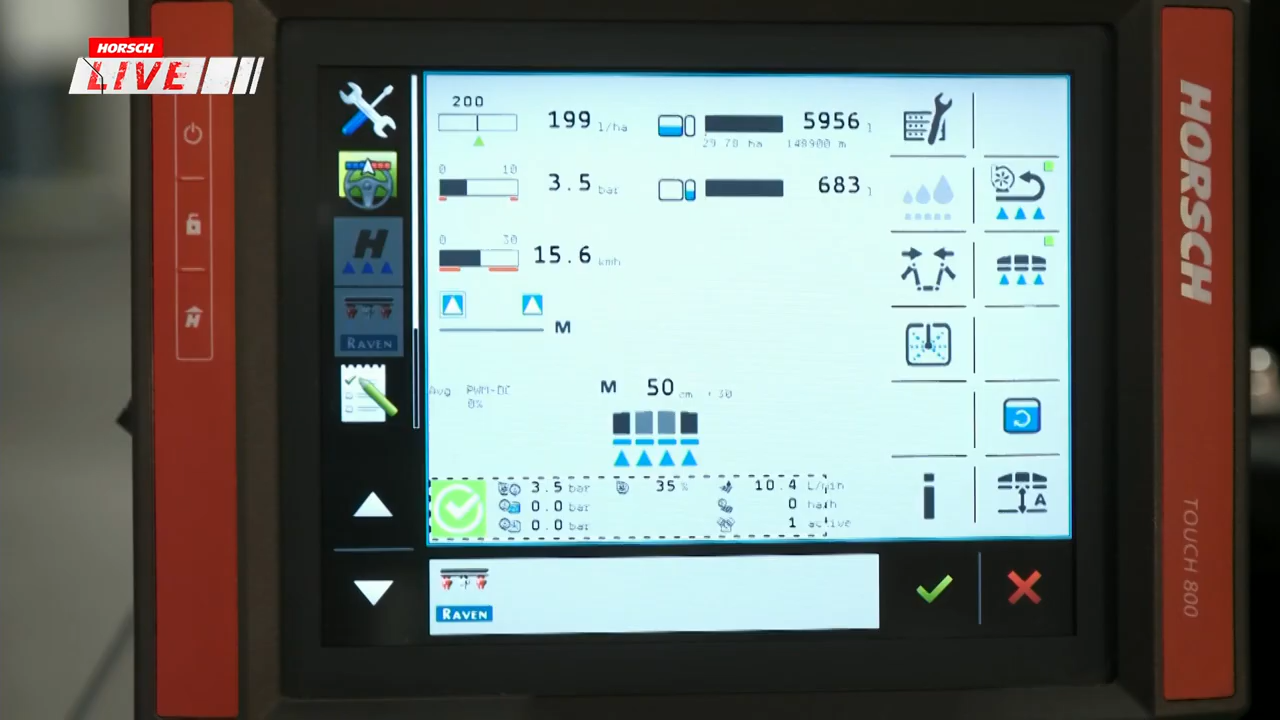 HORSCH
LIVE
200
199 l/ha
5956 l
29.78 ha 148900 m
0 10
3.5 bar
683 l
0 30
15.6 kmh
M
H
RAVEN
Avg PWM-DC
0%
M 50 cm
3.5 bar 35 % 10.4 L/min
0.0 bar 0 ha/h
0.0 bar 1 active
A
RAVEN
HORSCH
TOUCH 800